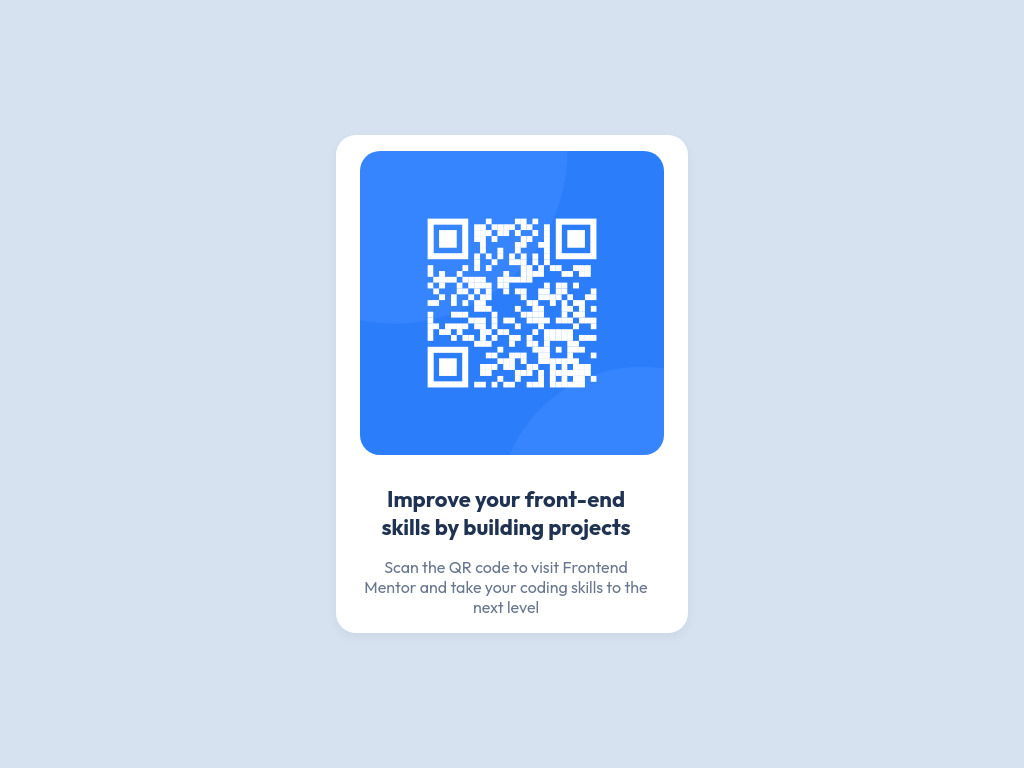 Improve your front-end
skills by building projects
Scan the QR code to visit Frontend
Mentor and take your coding skills to the
next level